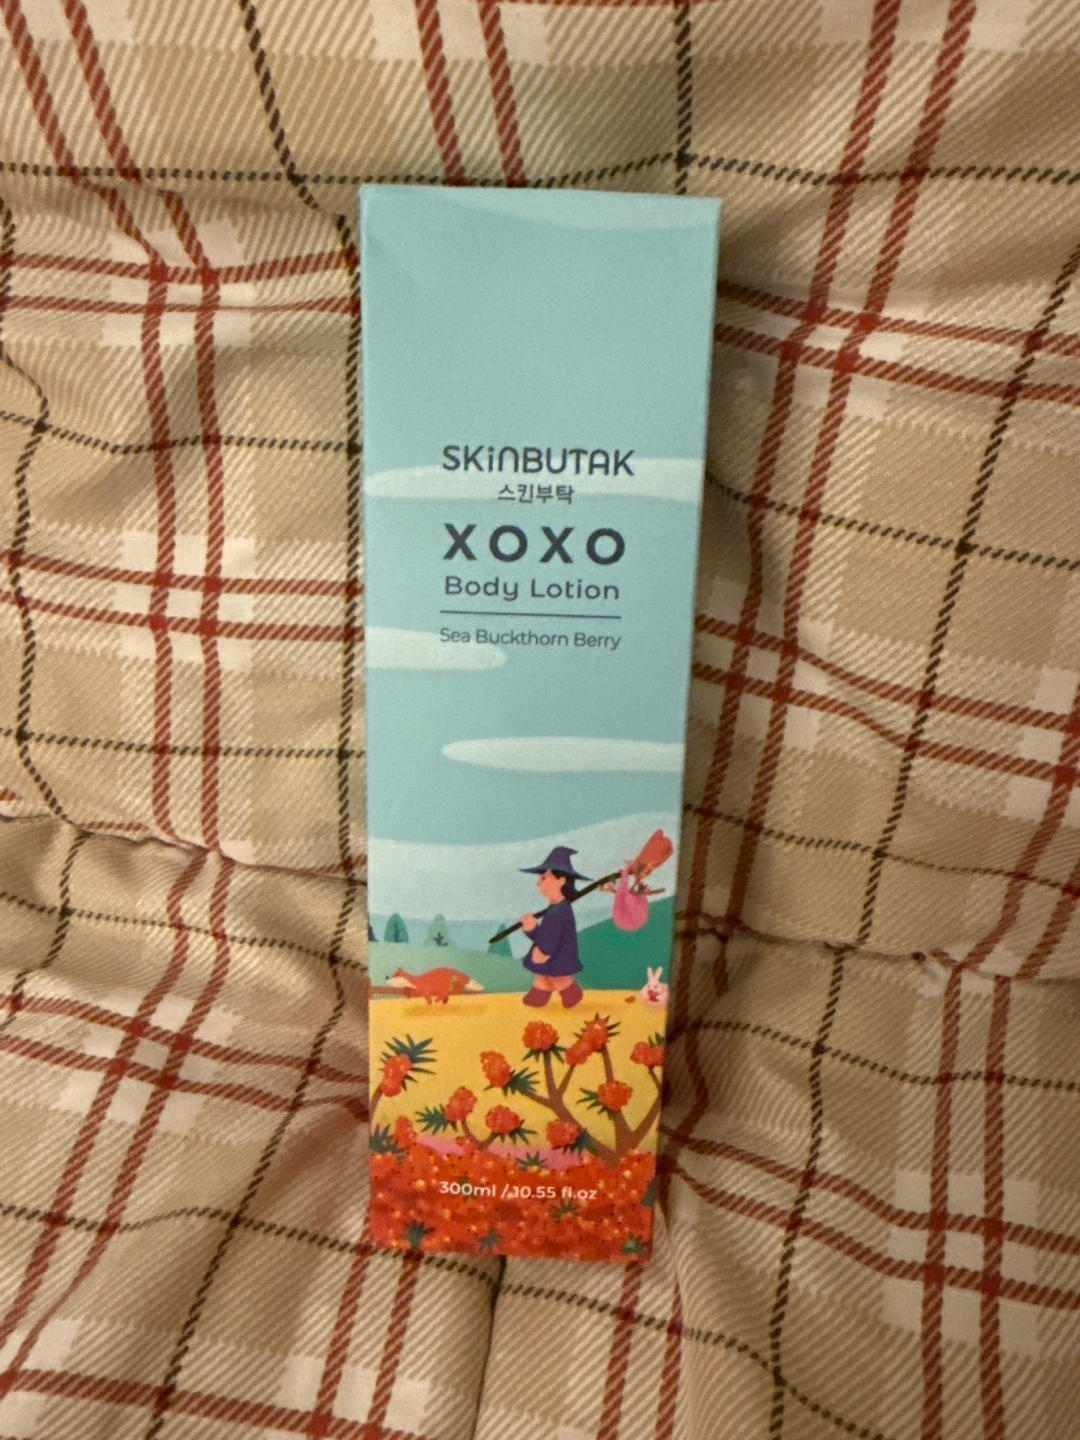 SKiNBUTAK
스킨부탁
XOXO
Body Lotion
Sea Buckthorn Berry
300ml / 10.55 fl.oz